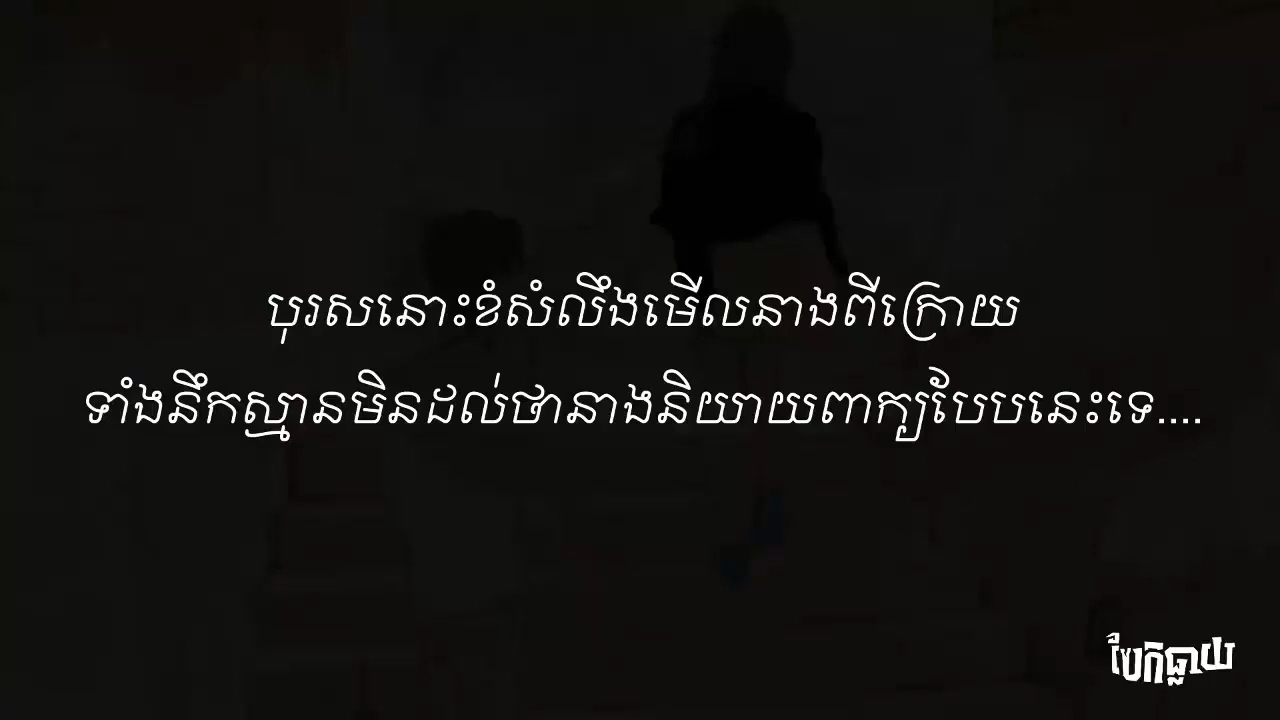 បុរសនោះខំសំលឹងមើលនាងពីក្រោយ
ទាំងនឹកស្មានមិនដល់ថានាងនិយាយពាក្យបែបនេះទេ....
បែកធ្លាយ